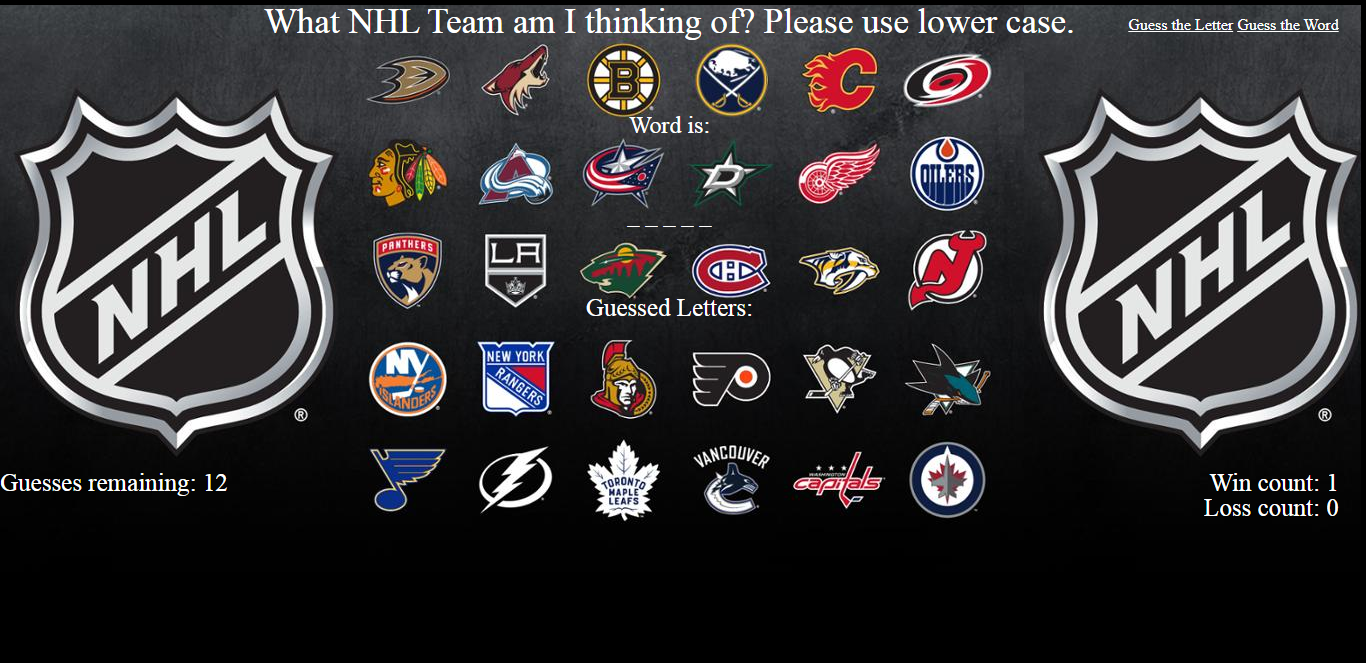 What NHL Team am I thinking of? Please use lower case.
Guess the Letter Guess the Word
B
C
Word is:
D
OILERS
_ _ _ _ _
PANTHERS
LA
Guessed Letters:
NHL
NHL
NY
ISLANDERS
NEW YORK
RANGERS
®
®
Guesses remaining: 12
TORONTO
MAPLE
LEAFS
VANCOUVER
WASHINGTON
capitals
Win count: 1
Loss count: 0